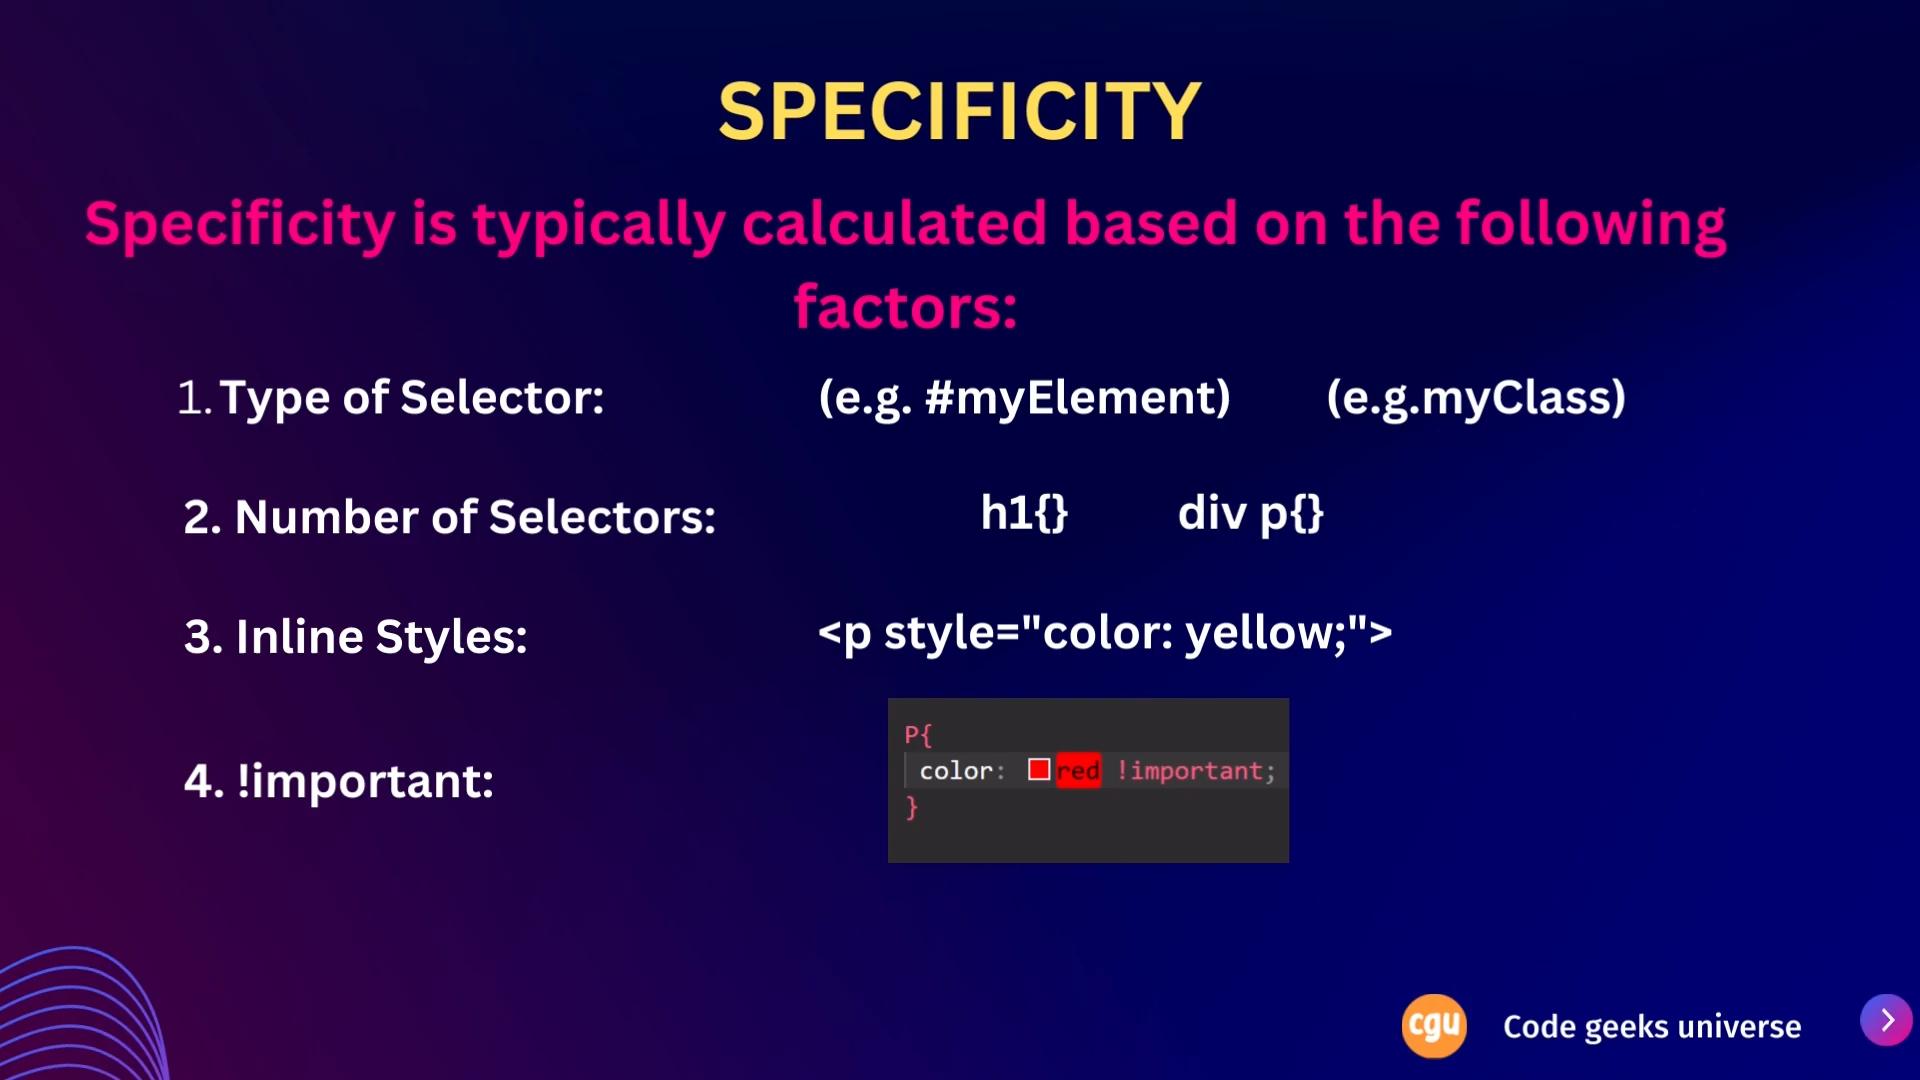 SPECIFICITY
Specificity is typically calculated based on the following
factors:
1. Type of Selector: (e.g. #myElement) (e.g.myClass)
2. Number of Selectors: h1{} div p{}
3. Inline Styles: <p style="color: yellow;">
P{
color: red !important;
}
4. !important:
cgu Code geeks universe